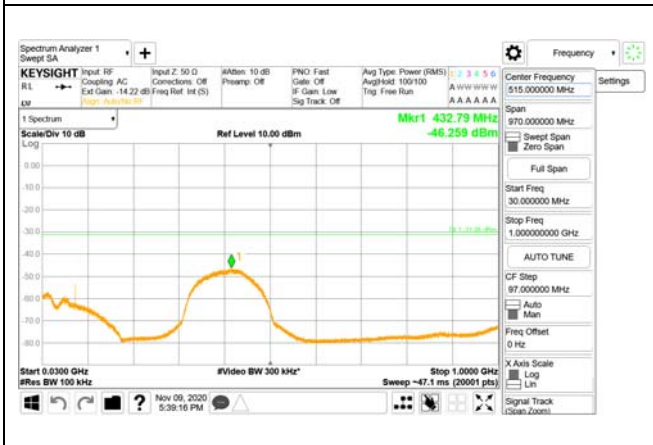 Spectrum Analyzer 1
Swept SA
+
Frequency
KEYSIGHT
RL
Input: RF
Coupling: AC
Ext Gain: -14.22 dB
Align: Auto/No RF
Input Z: 50 Ω
Corrections: Off
Freq Ref: Int (S)
#Atten: 10 dB
Preamp: Off
PNO: Fast
Gate: Off
IF Gain: Low
Sig Track: Off
Avg Type: Power (RMS)
Avg|Hold: 100/100
Trig: Free Run
1 2 3 4 5 6
A W W W W W
A A A A A A
1 Spectrum
Scale/Div 10 dB
Log
Ref Level 10.00 dBm
Mkr1 432.79 MHz
-46.259 dBm
0.00
-10.0
-20.0
-30.0
-40.0
-50.0
-60.0
-70.0
-80.0
1
Start 0.0300 GHz
#Res BW 100 kHz
#Video BW 300 kHz*
Stop 1.0000 GHz
Sweep ~47.1 ms (20001 pts)
?
Nov 09, 2020
5:39:16 PM
Center Frequency
515.000000 MHz
Settings
Span
970.000000 MHz
Swept Span
Zero Span
Full Span
Start Freq
30.000000 MHz
Stop Freq
1.000000000 GHz
AUTO TUNE
CF Step
97.000000 MHz
Auto
Man
Freq Offset
0 Hz
X Axis Scale
Log
Lin
Signal Track
(Span Zoom)